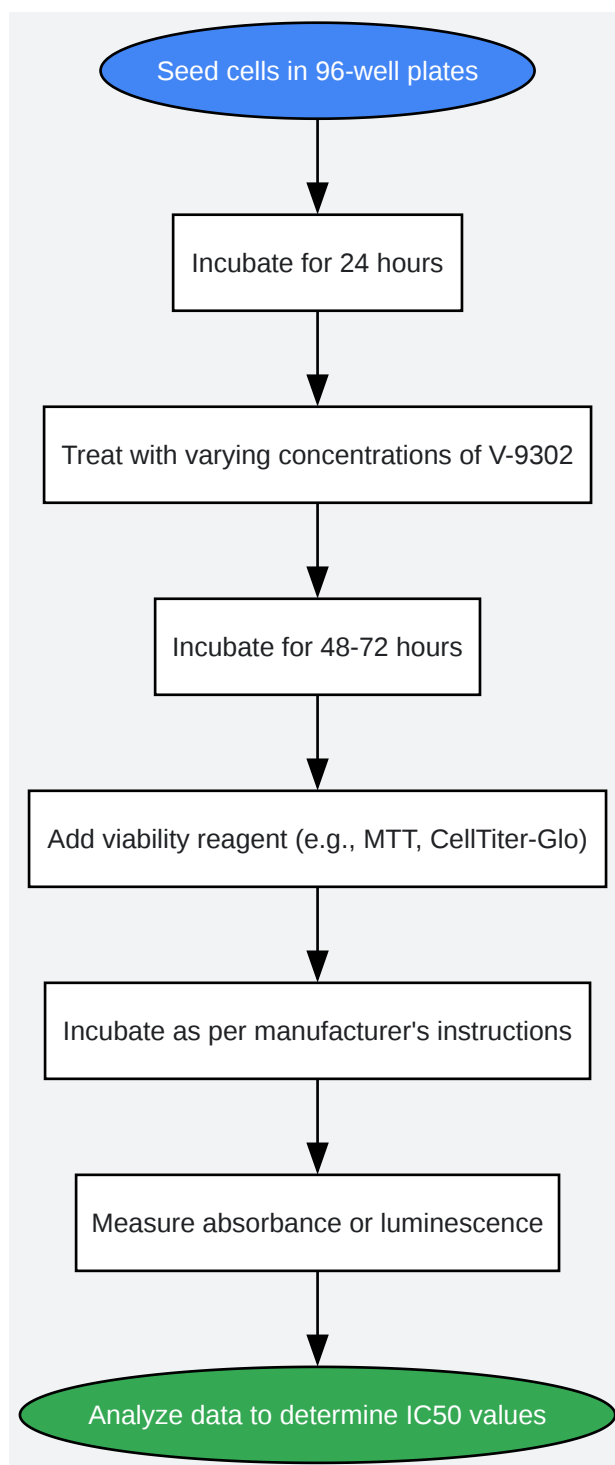 Seed cells in 96-well plates
Incubate for 24 hours
Treat with varying concentrations of V-9302
Incubate for 48-72 hours
Add viability reagent (e.g., MTT, CellTiter-Glo)
Incubate as per manufacturer's instructions
Measure absorbance or luminescence
Analyze data to determine IC50 values